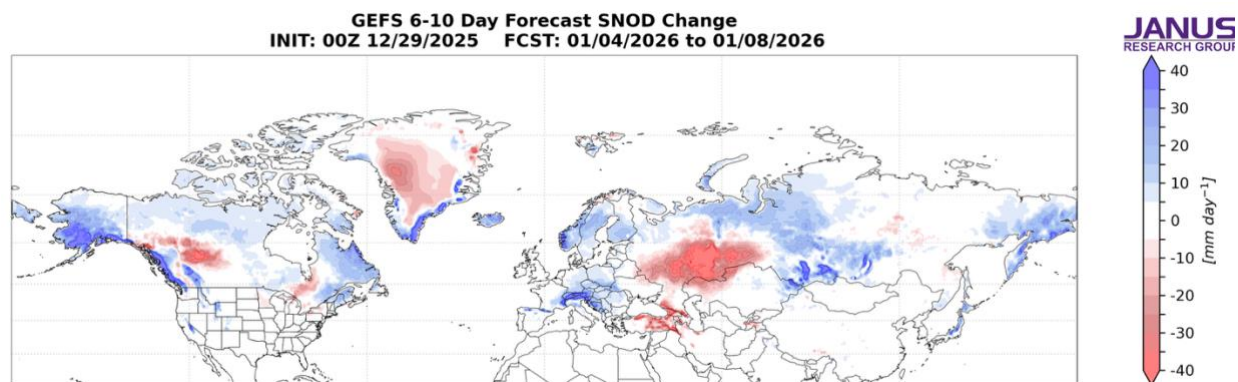 GEFS 6-10 Day Forecast SNOD Change
INIT: 00Z 12/29/2025    FCST: 01/04/2026 to 01/08/2026
JANUS
RESEARCH GROUP
40
30
20
10
0
-10
-20
-30
-40
[mm day⁻¹]